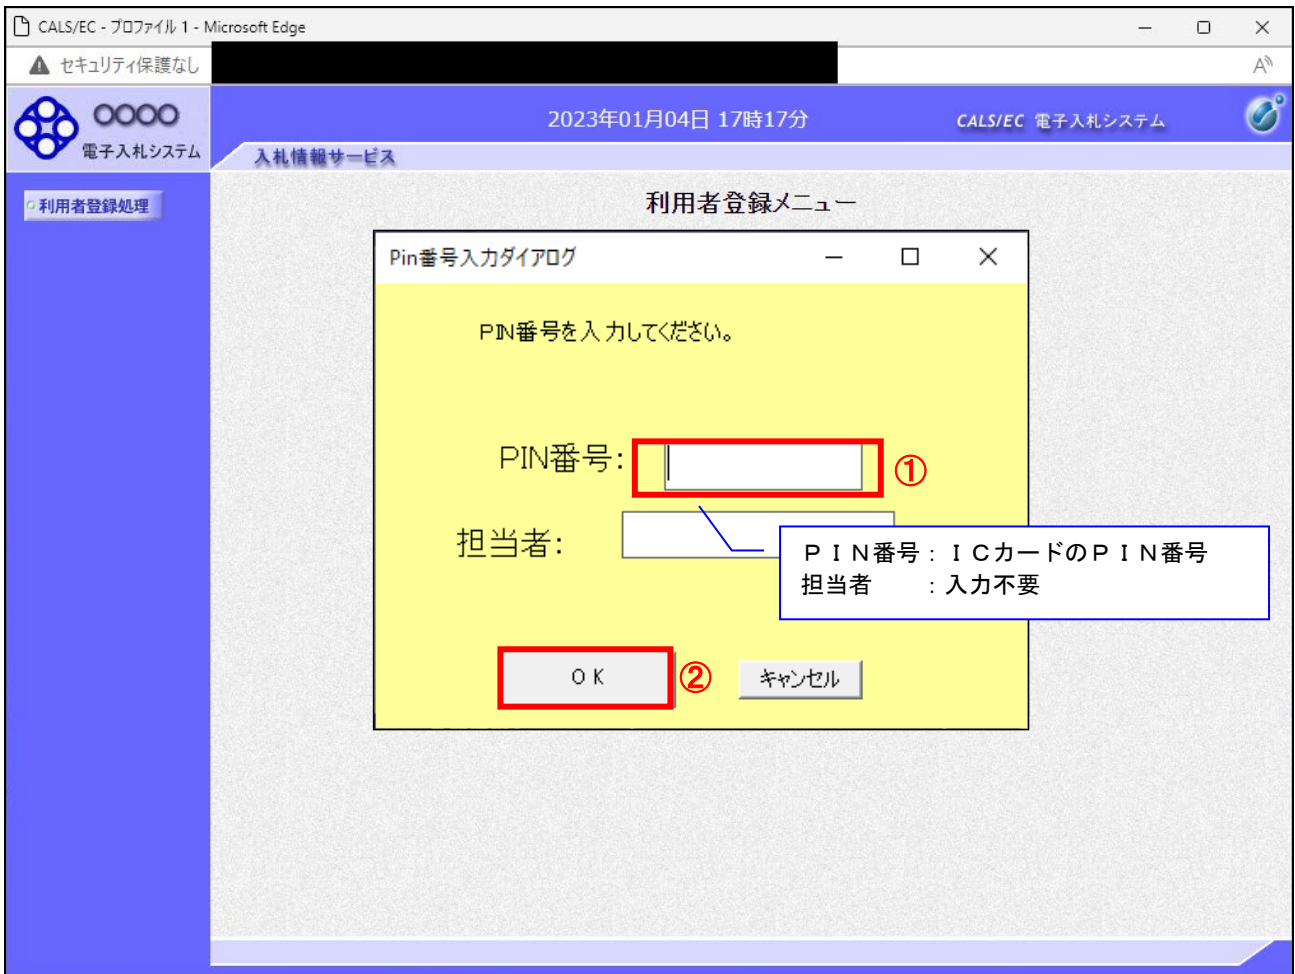 CALS/EC - プロファイル 1 - Microsoft Edge
セキュリティ保護なし
OOOO
電子入札システム
2023年01月04日 17時17分
CALS/EC 電子入札システム
入札情報サービス
利用者登録処理
利用者登録メニュー
Pin番号入力ダイアログ
PIN番号を入力してください。
PIN番号:
①
担当者:
ＰＩＮ番号：ＩＣカードのＰＩＮ番号
担当者　　：入力不要
ＯＫ
②
キャンセル